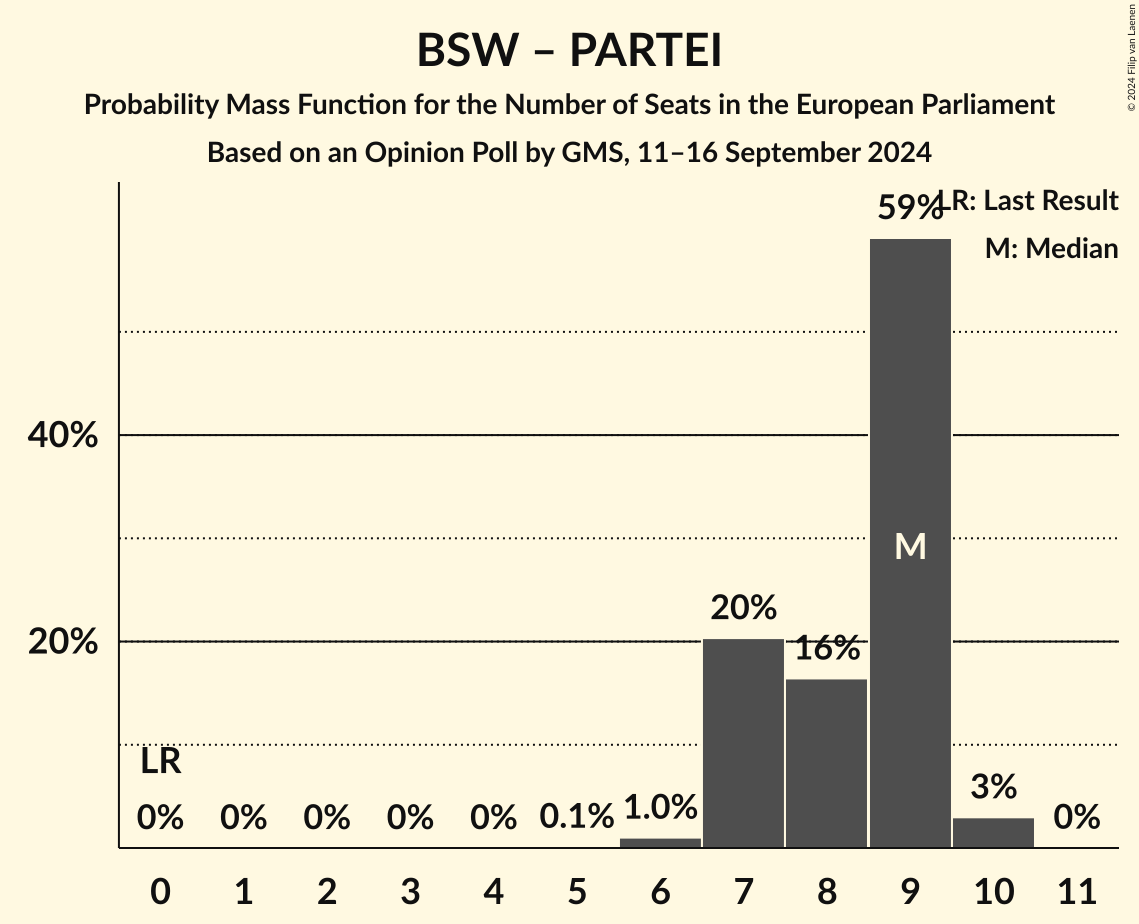 BSW – PARTEI
Probability Mass Function for the Number of Seats in the European Parliament
Based on an Opinion Poll by GMS, 11–16 September 2024
© 2024 Filip van Laenen
LR: Last Result
M: Median
59%
40%
M
20%
20%
16%
LR
0% 0% 0% 0% 0% 0.1% 1.0% 3% 0%
0 1 2 3 4 5 6 7 8 9 10 11